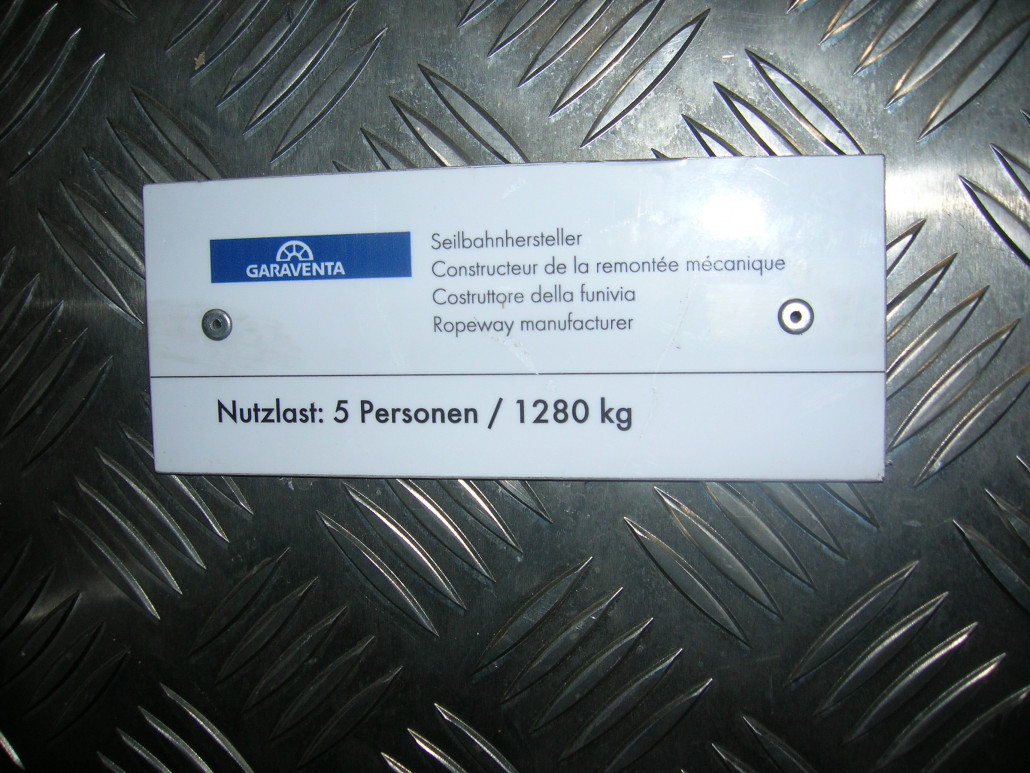 GARAVENTA
Seilbahnhersteller
Constructeur de la remontée mécanique
Costruttore della funivia
Ropeway manufacturer
Nutzlast: 5 Personen / 1280 kg